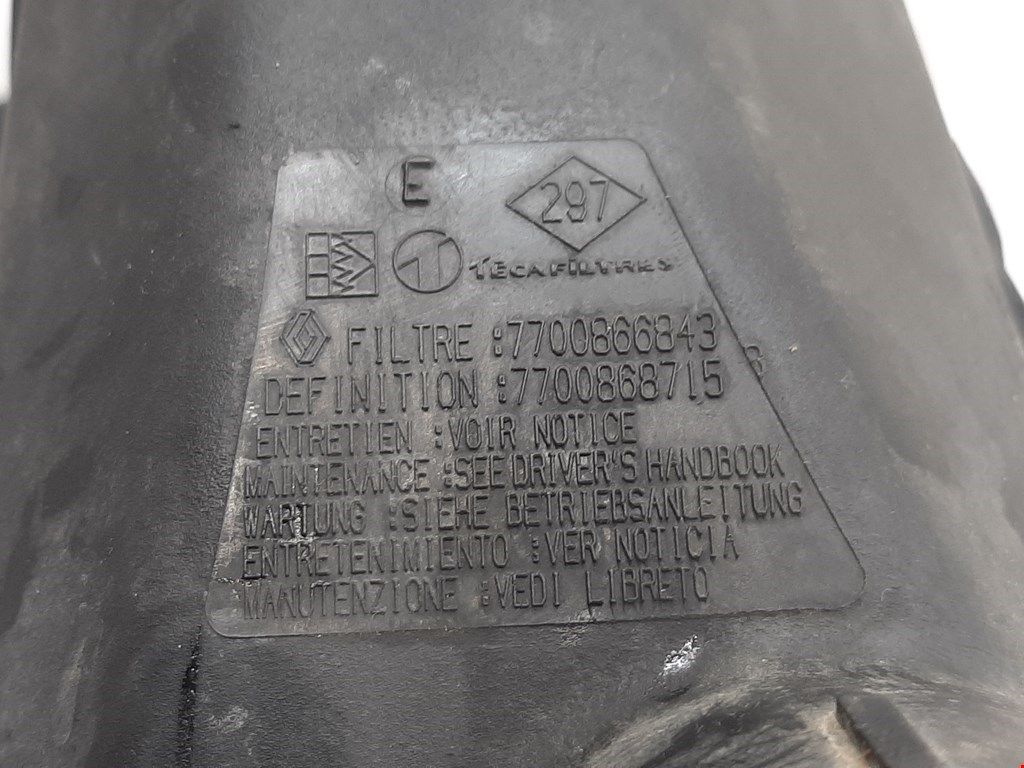 E
297
TECAFILTRES
FILTRE :7700866843
DEFINITION :7700868715
ENTRETIEN :VOIR NOTICE
MAINTENANCE :SEE DRIVER'S HANDBOOK
WARTUNG :SIEHE BETRIEBSANLEITUNG
ENTRETENIMIENTO :VER NOTICIA
MANUTENZIONE :VEDI LIBRETO